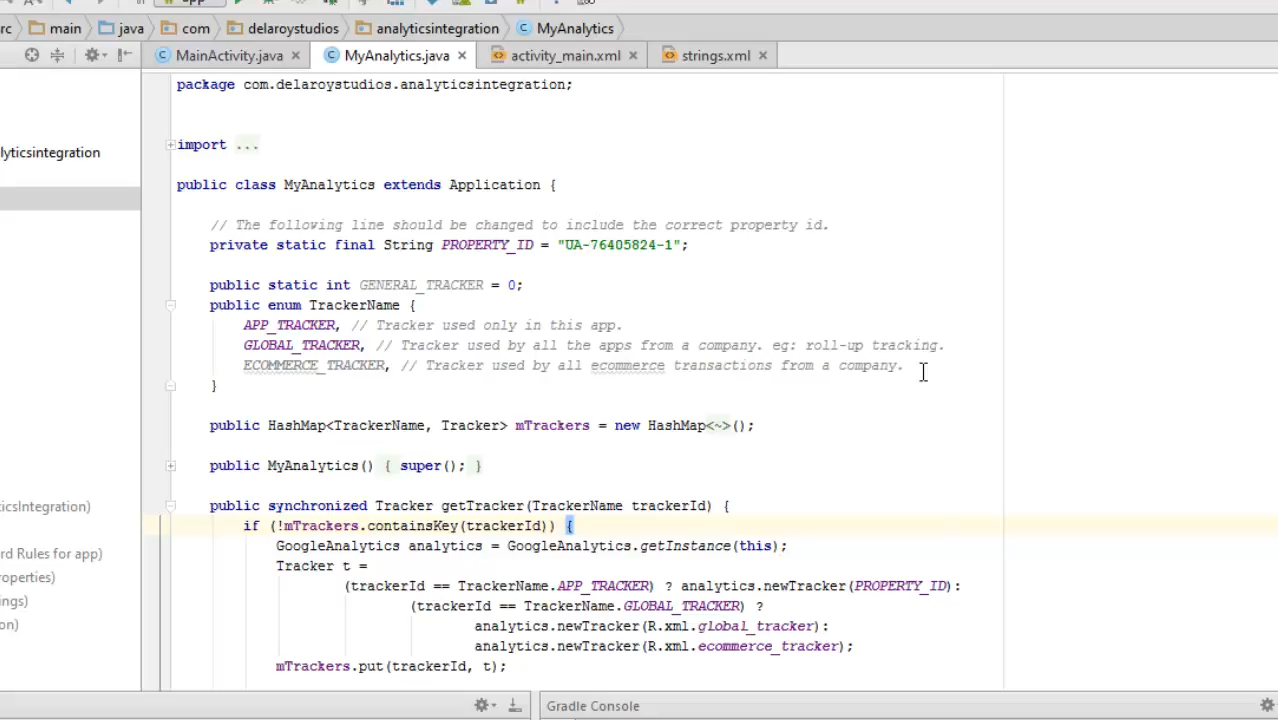 app
rc main java com delaroystudios analyticsintegration MyAnalytics
MainActivity.java MyAnalytics.java activity_main.xml strings.xml
package com.delaroystudios.analyticsintegration;
import ...
lyticsintegration
public class MyAnalytics extends Application {
// The following line should be changed to include the correct property id.
private static final String PROPERTY_ID = "UA-76405824-1";
public static int GENERAL_TRACKER = 0;
public enum TrackerName {
APP_TRACKER, // Tracker used only in this app.
GLOBAL_TRACKER, // Tracker used by all the apps from a company. eg: roll-up tracking.
ECOMMERCE_TRACKER, // Tracker used by all ecommerce transactions from a company.
}
public HashMap<TrackerName, Tracker> mTrackers = new HashMap<~>();
public MyAnalytics() { super(); }
public synchronized Tracker getTracker(TrackerName trackerId) {
icsIntegration)
if (!mTrackers.containsKey(trackerId)) {
GoogleAnalytics analytics = GoogleAnalytics.getInstance(this);
rd Rules for app)
Tracker t =
roperties)
(trackerId == TrackerName.APP_TRACKER) ? analytics.newTracker(PROPERTY_ID):
ings)
(trackerId == TrackerName.GLOBAL_TRACKER) ?
on)
analytics.newTracker(R.xml.global_tracker):
analytics.newTracker(R.xml.ecommerce_tracker);
mTrackers.put(trackerId, t);
Gradle Console